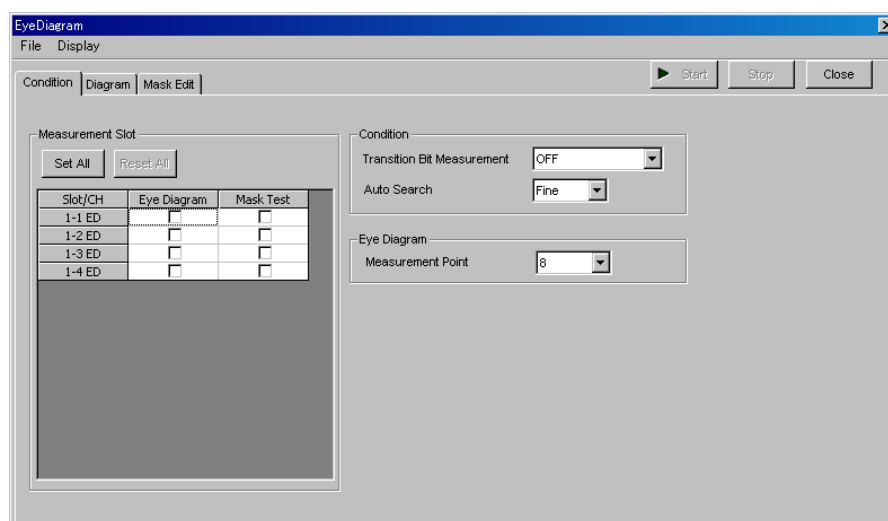 EyeDiagram
File Display
Condition Diagram Mask Edit
Start Stop Close
Measurement Slot
Set All Reset All
Slot/CH Eye Diagram Mask Test
1-1 ED
1-2 ED
1-3 ED
1-4 ED
Condition
Transition Bit Measurement OFF
Auto Search Fine
Eye Diagram
Measurement Point 8